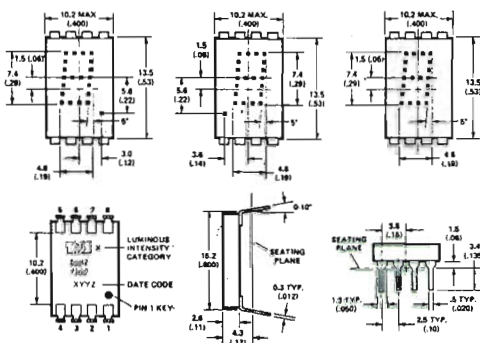 10.2 MAX.
(.400)
1.5 (.06)
7.4
(.29)
13.5
(.53)
5.6
(.22)
5°
4.8
(.19)
3.0
(.12)
10.2 MAX.
(.400)
1.5
(.06)
5.6
(.22)
7.4
(.29)
13.5
(.53)
5°
3.6
(.14)
4.8
(.19)
10.2 MAX.
(.400)
1.5 (.06)
7.4
(.29)
13.5
(.53)
5°
4.8
(.19)
5 6 7 8
10.2
(.400)
X
XYYZ
4 3 2 1
LUMINOUS
INTENSITY
CATEGORY
DATE CODE
PIN 1 KEY
0-10°
15.2
(.600)
SEATING
PLANE
0.3 TYP.
(.012)
2.8
(.11)
4.3
SEATING
PLANE
3.8
(.15)
1.5
(.06)
3.4
(.135)
1.3 TYP.
(.050)
.5 TYP.
(.020)
2.5 TYP.
(.10)